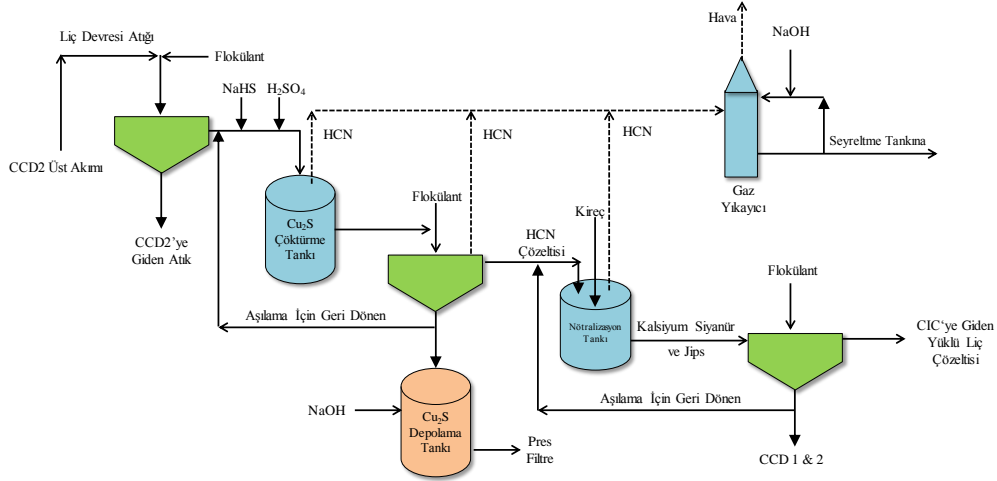 Hava
NaOH
Liç Devresi Atığı
Flokülant
NaHS
H₂SO₄
HCN
HCN
HCN
Seyreltme Tankına
CCD2 Üst Akımı
Gaz
Yıkayıcı
Flokülant
Kireç
Cu₂S
Çöktürme
Tankı
CCD2'ye
Giden Atık
HCN
Çözeltisi
Flokülant
Aşılama İçin Geri Dönen
Nötralizasyon
Tankı
Kalsiyum Siyanür
ve Jips
CIC'ye Giden
Yüklü Liç
Çözeltisi
NaOH
Cu₂S
Depolama
Tankı
Aşılama İçin Geri Dönen
Pres
Filtre
CCD 1 & 2